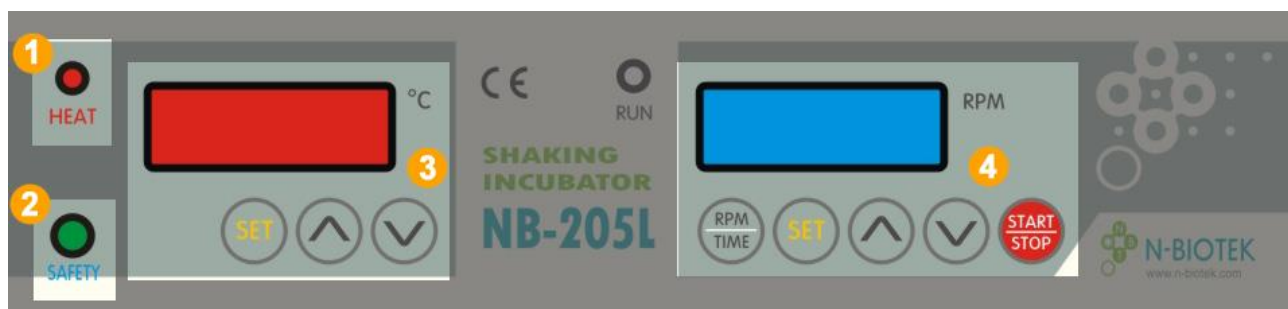 1
HEAT
2
SAFETY
°C
3
SET
CE
RUN
SHAKING
INCUBATOR
NB-205L
RPM
4
RPM
TIME
SET
START
STOP
N
B
I
T
N-BIOTEK
www.n-biotek.com